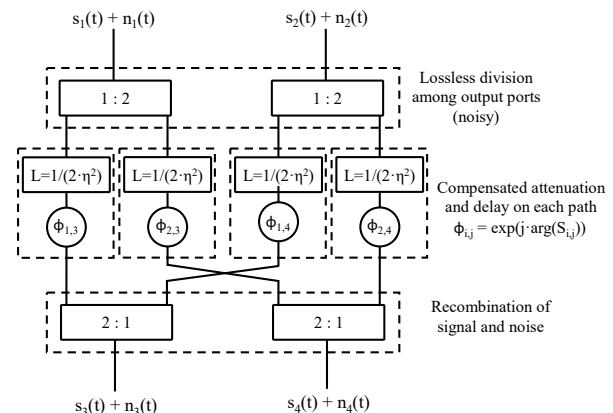 s₁(t) + n₁(t)
s₂(t) + n₂(t)
1 : 2
1 : 2
Lossless division
among output ports
(noisy)
L=1/(2·η²)
L=1/(2·η²)
L=1/(2·η²)
L=1/(2·η²)
ϕ₁,₃
ϕ₂,₃
ϕ₁,₄
ϕ₂,₄
Compensated attenuation
and delay on each path
ϕᵢ,ⱼ = exp(j·arg(Sᵢ,ⱼ))
2 : 1
2 : 1
Recombination of
signal and noise
s₃(t) + n₃(t)
s₄(t) + n₄(t)